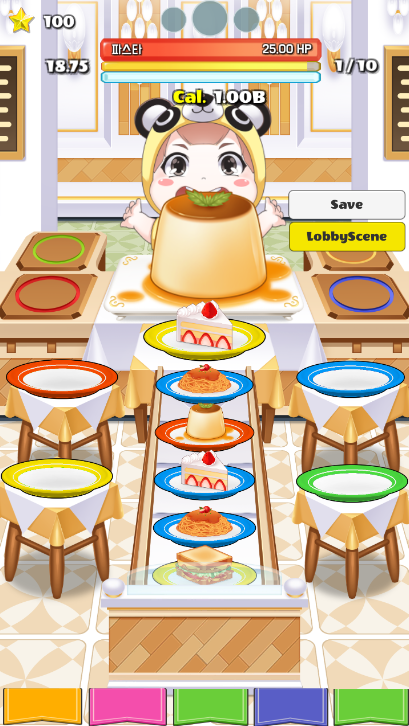 100
파스타 25.00 HP
18.75 1/10
Cal. 1.00B
Save
LobbyScene